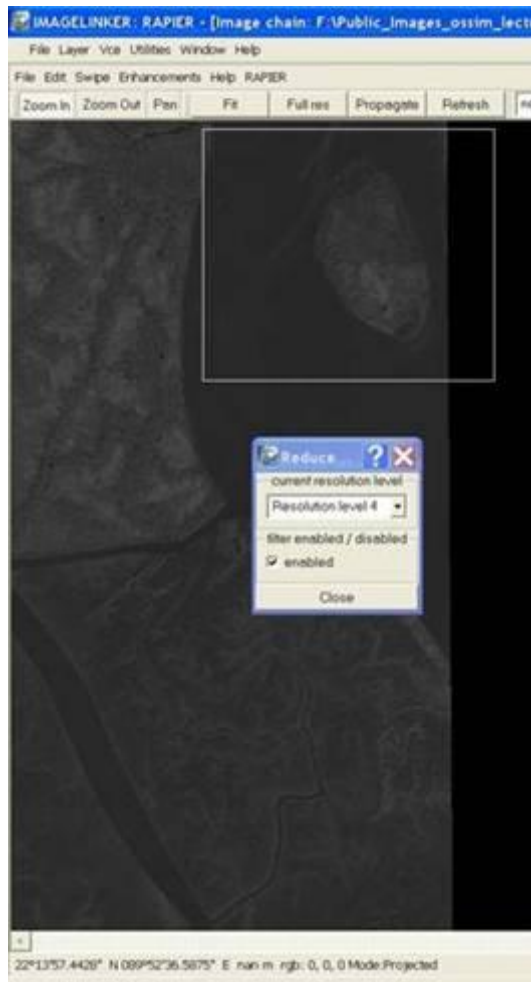 IMAGELINKER: RAPIER - [Image chain: F:\Public_Images_ossim_lect
File Layer Vce Utilities Window Help
File Edit Swipe Enhancements Help RAPIER
Zoom In Zoom Out Pan Fit Full res Propagate Refresh
Reduce...
current resolution level
Resolution level 4
filter enabled / disabled
enabled
Close
22°13'57.4428" N 089°52'36.5875" E nan m rgb: 0, 0, 0 Mode:Projected